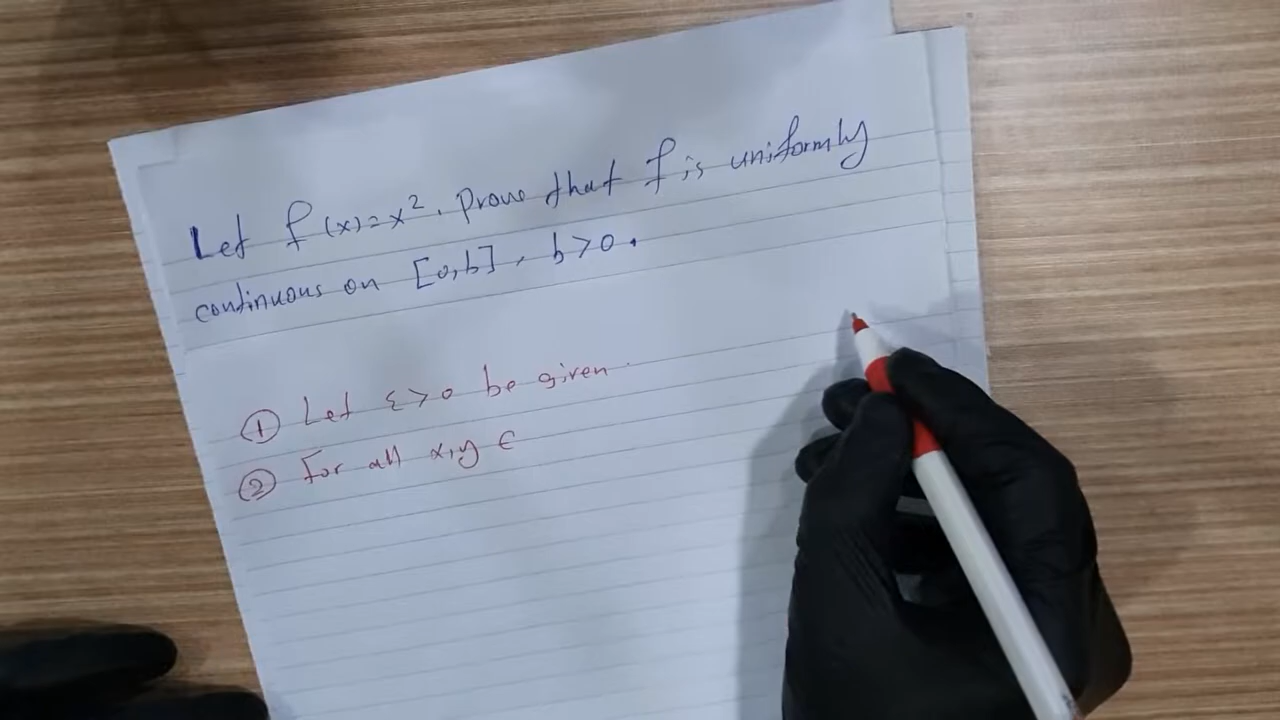 Let f(x)=x². Prove that f is uniformly
continuous on [0,b], b>0.
① Let ε>0 be given.
② For all x,y ∈